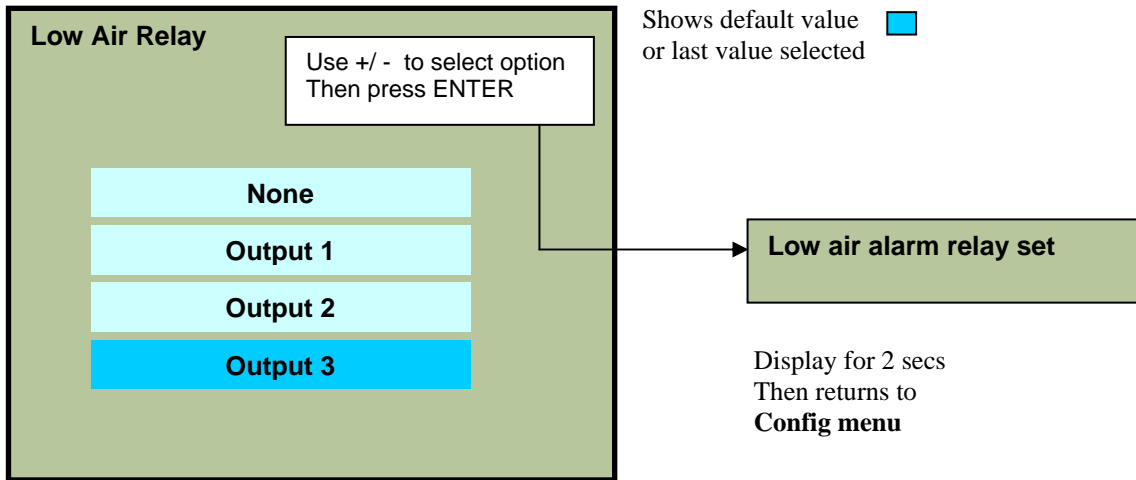 Low Air Relay
Use +/ - to select option
Then press ENTER
None
Output 1
Output 2
Output 3
Shows default value
or last value selected
Low air alarm relay set
Display for 2 secs
Then returns to
Config menu